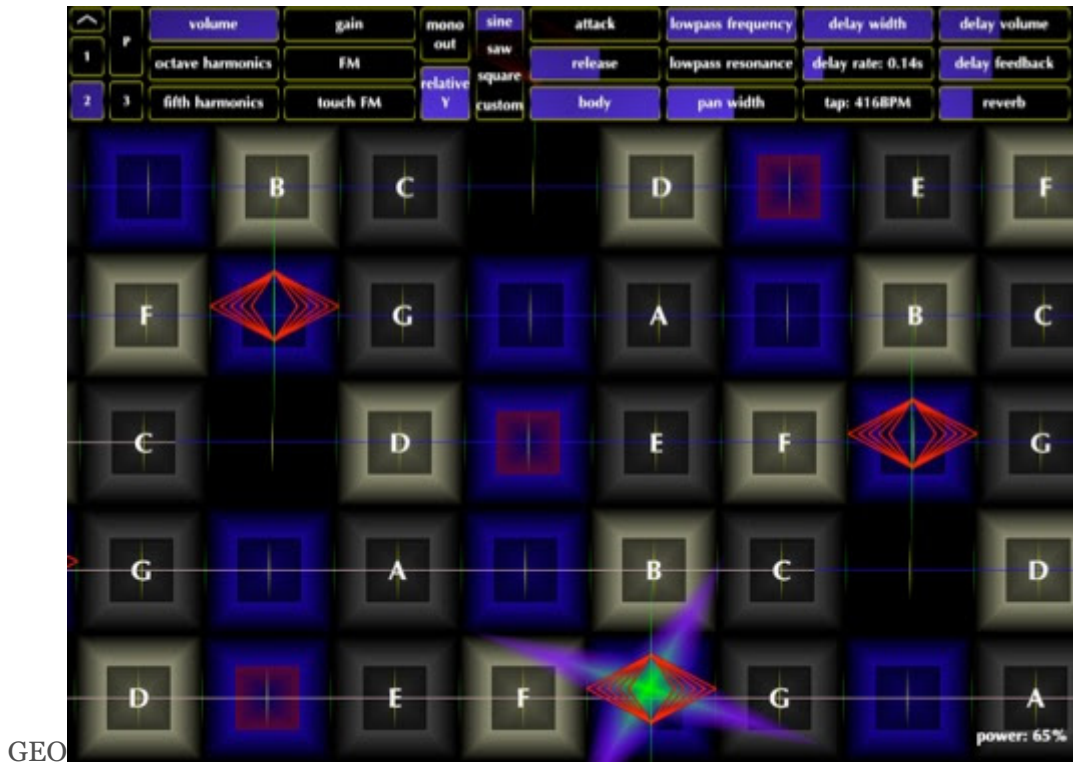 volume gain mono out sine attack lowpass frequency delay width delay volume
1 P octave harmonics FM saw release lowpass resonance delay rate: 0.14s delay feedback
2 3 fifth harmonics touch FM relative Y square custom body pan width tap: 416BPM reverb
B C D E F
F G A B C
C D E F G
G A B C D
D E F G A
power: 65%
GEO